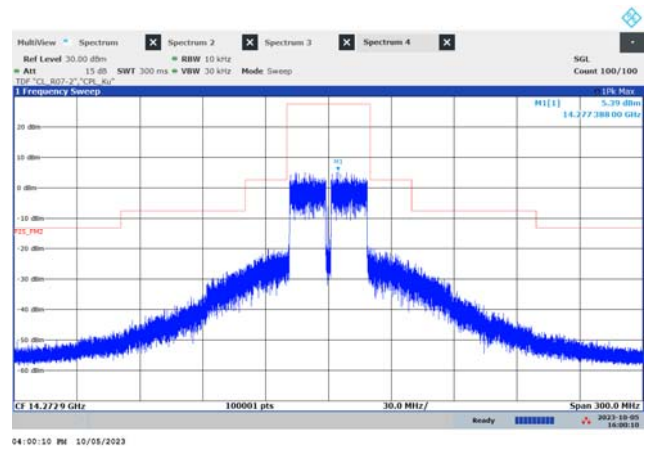 MultiView Spectrum Spectrum 2 Spectrum 3 Spectrum 4
Ref Level 30.00 dBm RBW 10 kHz SGL
Att 15 dB SWT 300 ms VBW 30 kHz Mode Sweep Count 100/100
TDF "CL_R07-2","CPL_Ku"
1 Frequency Sweep 1Pk Max
M1[1] 5.39 dBm
14.277 388 00 GHz
20 dBm
10 dBm
M1
0 dBm
-10 dBm
-20 dBm
-30 dBm
-40 dBm
-50 dBm
-60 dBm
CF 14.2729 GHz 100001 pts 30.0 MHz/ Span 300.0 MHz
Ready 2023-10-05
16:00:10
04:00:10 PM 10/05/2023